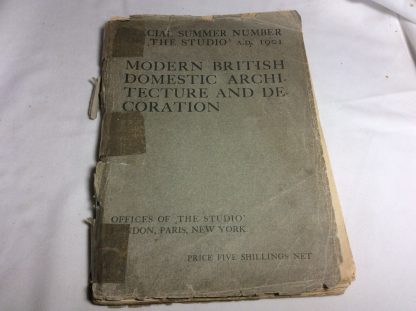 ECIAL SUMMER NUMBER
'THE STUDIO' A.D. 1901
MODERN BRITISH
DOMESTIC ARCHI-
TECTURE AND DE-
CORATION
OFFICES OF 'THE STUDIO'
NDON, PARIS, NEW YORK
PRICE FIVE SHILLINGS NET